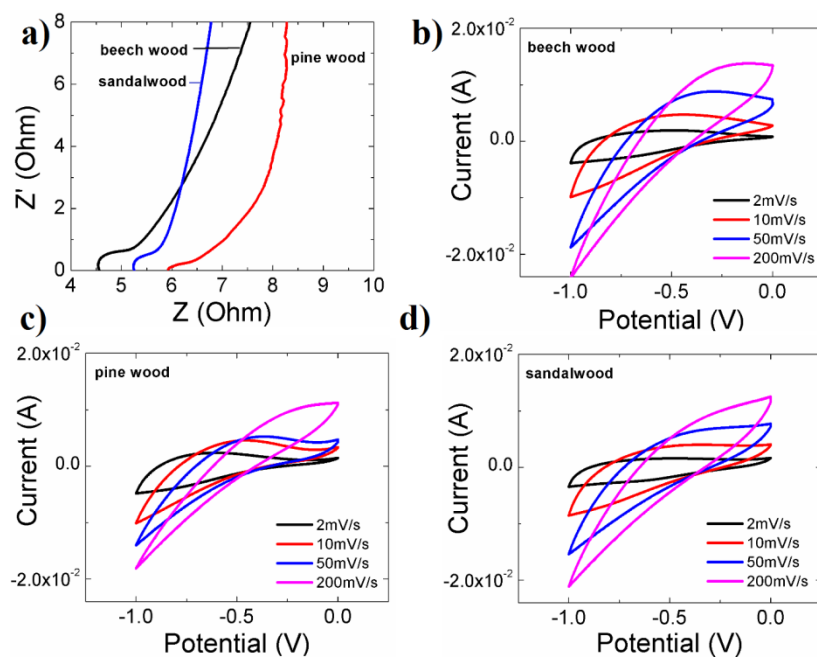 a)
8
6
4
2
0
Z' (Ohm)
beech wood
sandalwood
pine wood
4 5 6 7 8 9 10
Z (Ohm)
b)
beech wood
Current (A)
2.0x10⁻²
0.0
-2.0x10⁻²
2mV/s
10mV/s
50mV/s
200mV/s
-1.0 -0.5 0.0
Potential (V)
c)
pine wood
Current (A)
2.0x10⁻²
0.0
-2.0x10⁻²
2mV/s
10mV/s
50mV/s
200mV/s
-1.0 -0.5 0.0
Potential (V)
d)
sandalwood
Current (A)
2.0x10⁻²
0.0
-2.0x10⁻²
2mV/s
10mV/s
50mV/s
200mV/s
-1.0 -0.5 0.0
Potential (V)